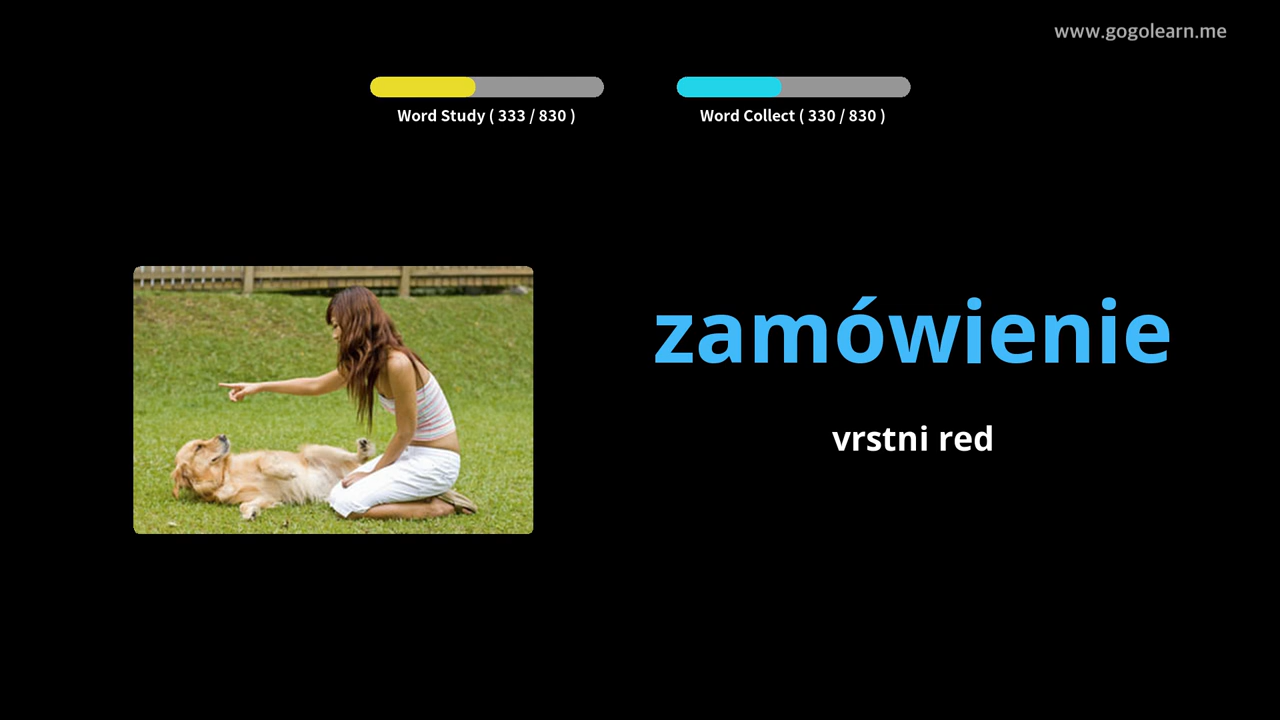 www.gogolearn.me
Word Study ( 333 / 830 )
Word Collect ( 330 / 830 )
zamówienie
vrstni red